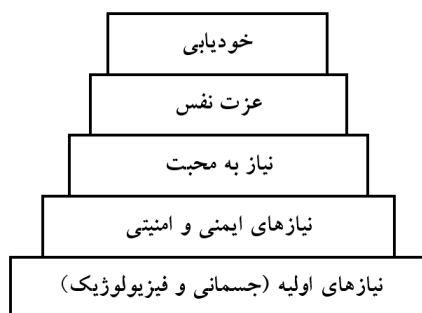 خودیابی
عزت نفس
نیاز به محبت
نیازهای ایمنی و امنیتی
نیازهای اولیه (جسمانی و فیزیولوژیک)